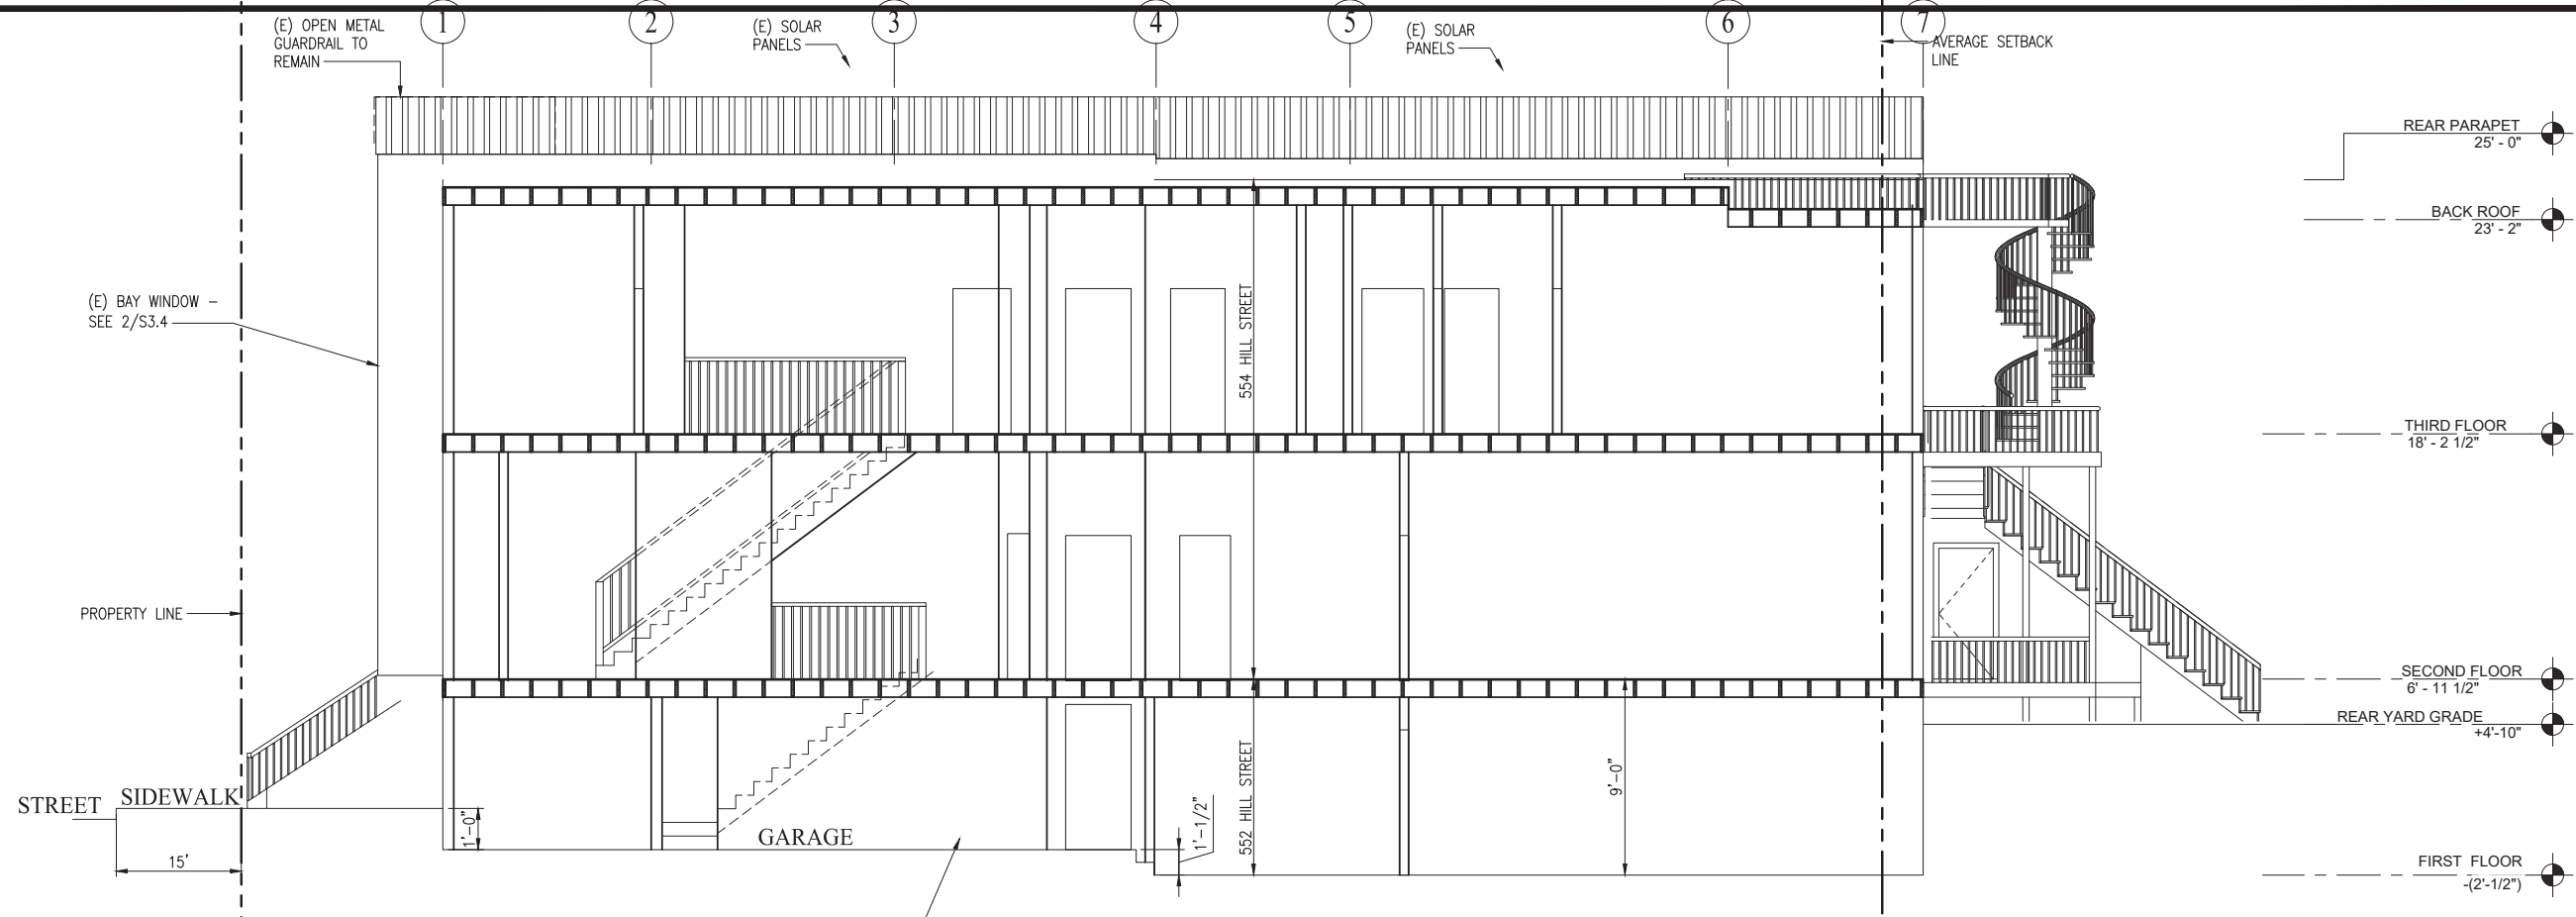 1
2
3
4
5
6
7
(E) OPEN METAL
GUARDRAIL TO
REMAIN
(E) SOLAR
PANELS
(E) SOLAR
PANELS
AVERAGE SETBACK
LINE
REAR PARAPET
25' - 0"
BACK ROOF
23' - 2"
(E) BAY WINDOW -
SEE 2/S3.4
554 HILL STREET
THIRD FLOOR
18' - 2 1/2"
PROPERTY LINE
SECOND FLOOR
6' - 11 1/2"
REAR YARD GRADE
+4'-10"
STREET
SIDEWALK
15'
1'-0"
GARAGE
1'-1/2"
552 HILL STREET
9'-0"
FIRST FLOOR
-(2'-1/2")